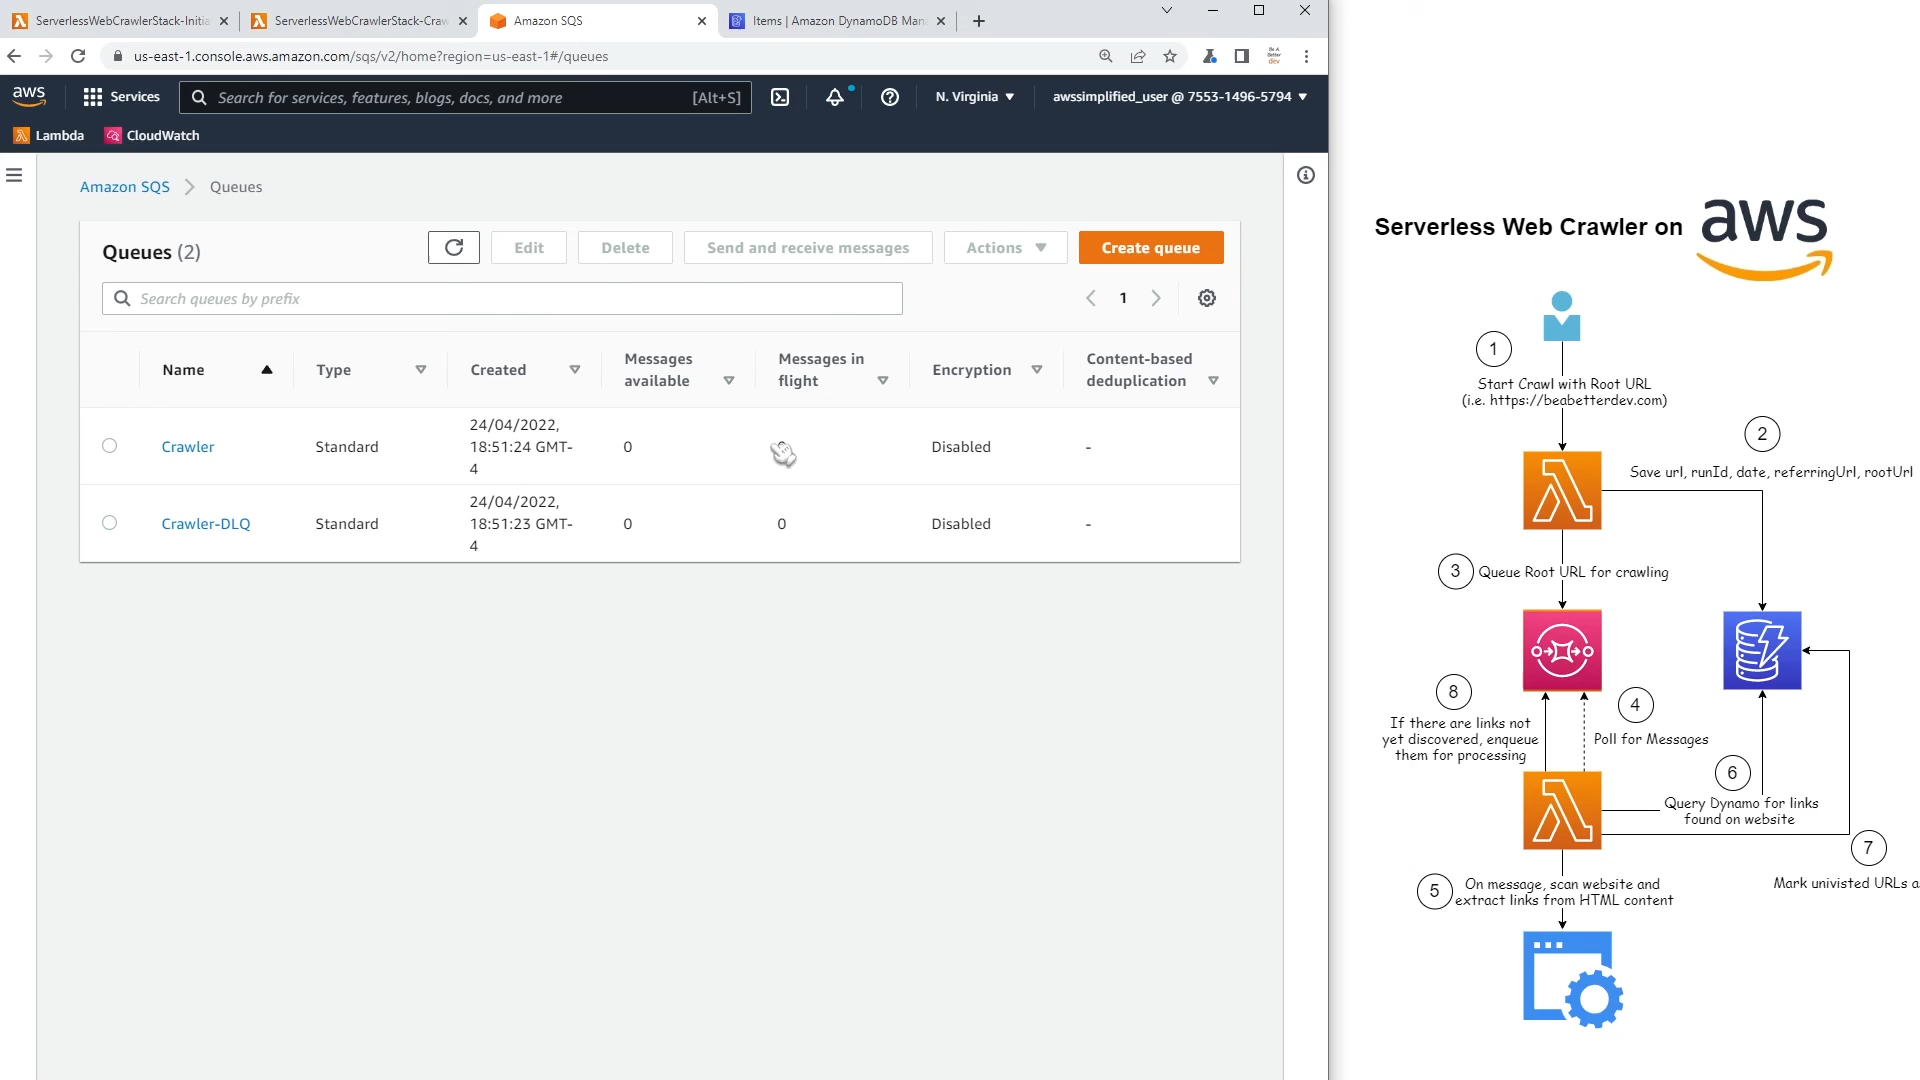 ServerlessWebCrawlerStack-Initia
ServerlessWebCrawlerStack-Craw
Amazon SQS
Items | Amazon DynamoDB Man
us-east-1.console.aws.amazon.com/sqs/v2/home?region=us-east-1#/queues
Be A
Better
dev
aws
Services
Search for services, features, blogs, docs, and more
[Alt+S]
N. Virginia
awssimplified_user @ 7553-1496-5794
Lambda
CloudWatch
Amazon SQS
Queues
Queues (2)
Edit
Delete
Send and receive messages
Actions
Create queue
Search queues by prefix
1
Name
Type
Created
Messages
available
Messages in
flight
Encryption
Content-based
deduplication
Crawler
Standard
24/04/2022,
18:51:24 GMT-
4
0
Disabled
-
Crawler-DLQ
Standard
24/04/2022,
18:51:23 GMT-
4
0
0
Disabled
-
Serverless Web Crawler on
aws
1
Start Crawl with Root URL
(i.e. https://beabetterdev.com)
2
Save url, runId, date, referringUrl, rootUrl
3
Queue Root URL for crawling
8
If there are links not
yet discovered, enqueue
them for processing
4
Poll for Messages
6
Query Dynamo for links
found on website
7
Mark univisted URLs as
5
On message, scan website and
extract links from HTML content